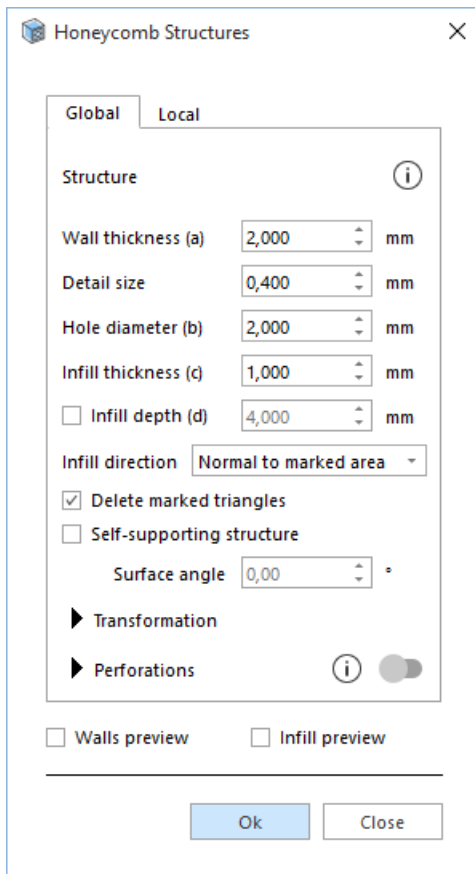 Honeycomb Structures
Global Local
Structure
Wall thickness (a) 2,000 mm
Detail size 0,400 mm
Hole diameter (b) 2,000 mm
Infill thickness (c) 1,000 mm
Infill depth (d) 4,000 mm
Infill direction Normal to marked area
Delete marked triangles
Self-supporting structure
Surface angle 0,00 °
Transformation
Perforations
Walls preview Infill preview
Ok Close